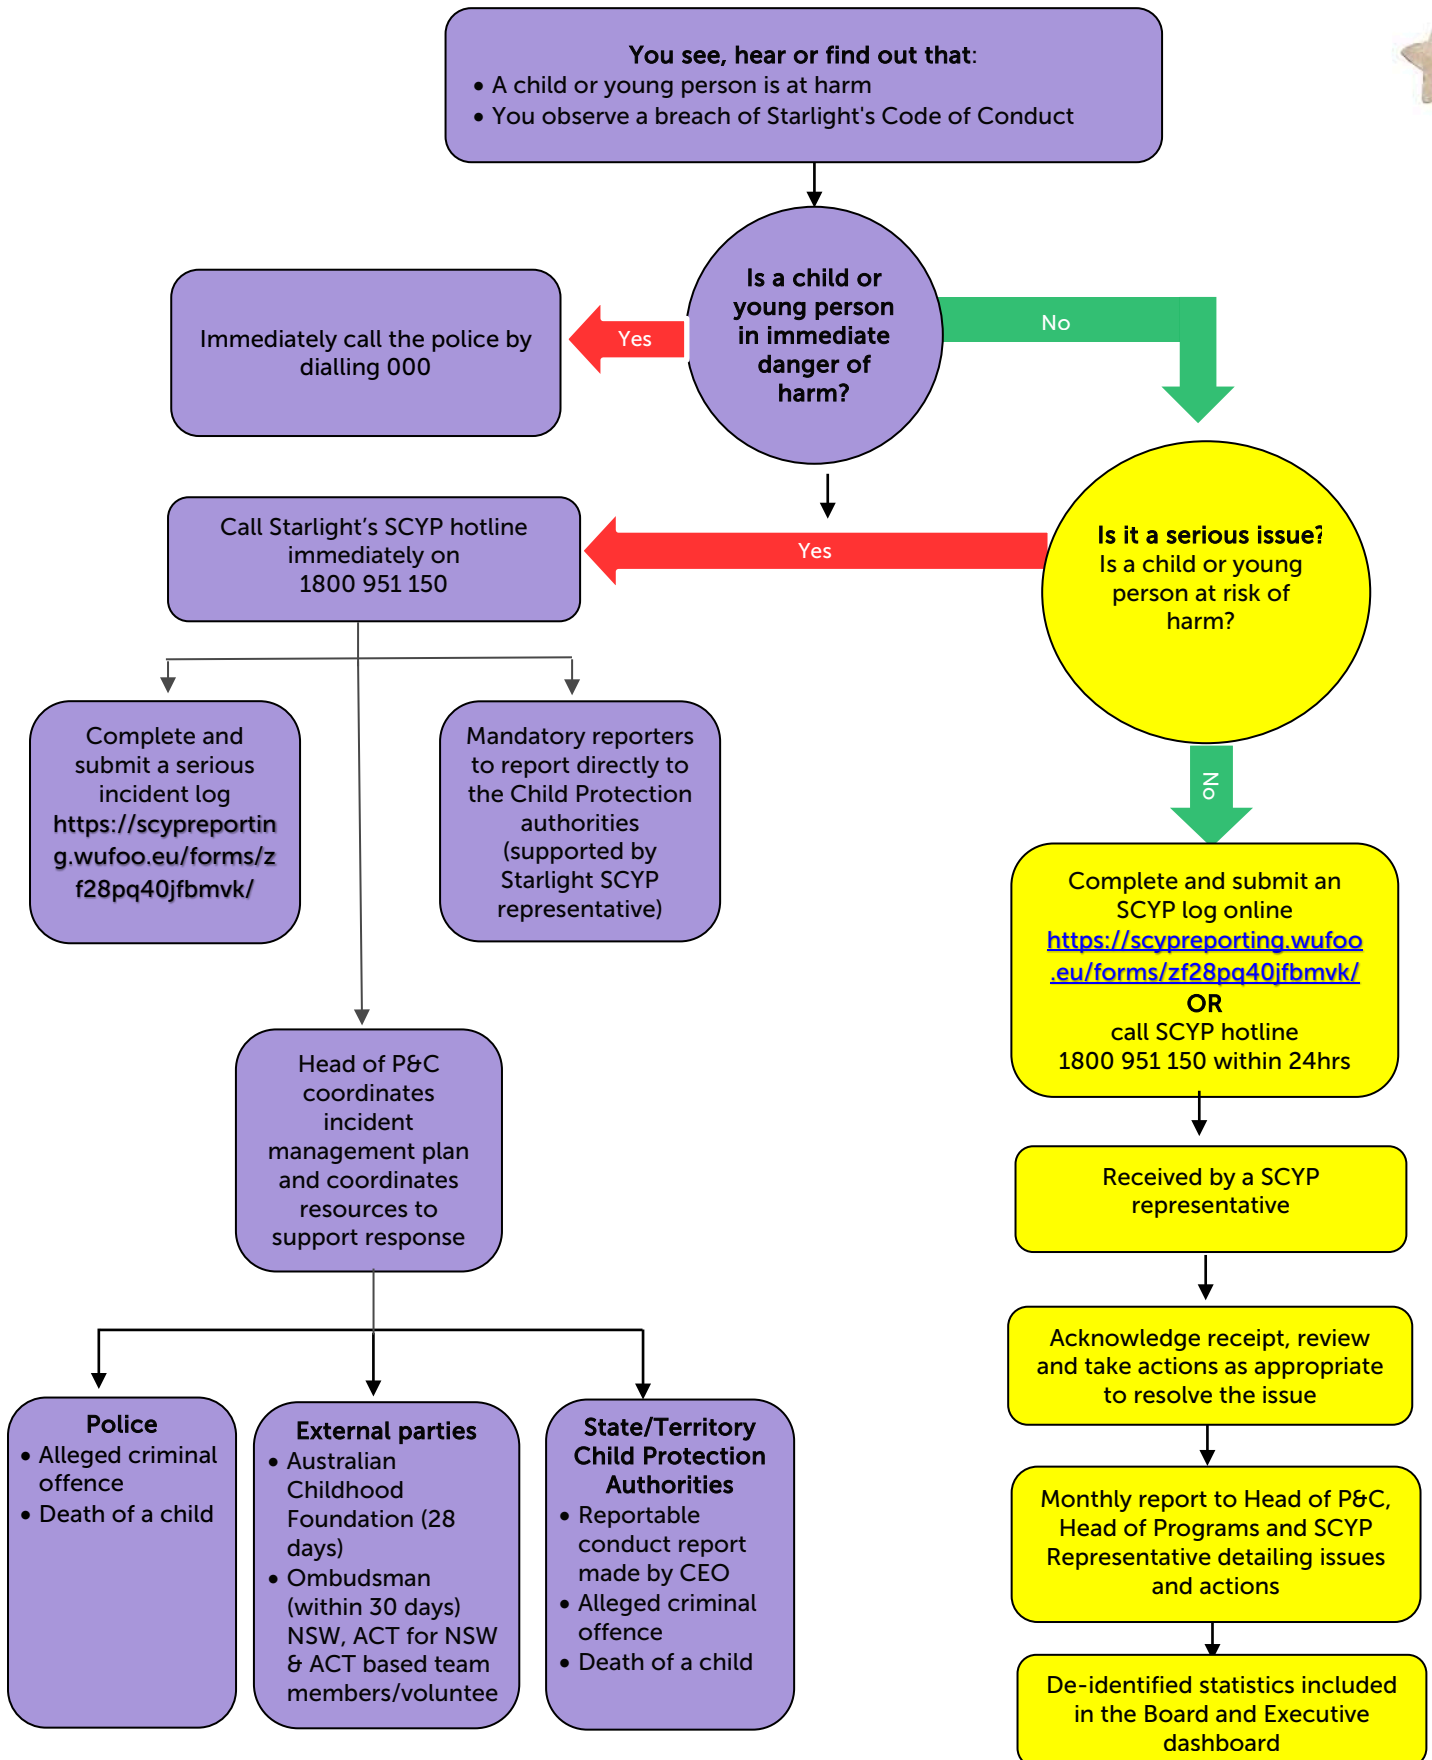 You see, hear or find out that:
• A child or young person is at harm
• You observe a breach of Starlight's Code of Conduct
Is a child or
young person
in immediate
danger of
harm?
Yes
No
Immediately call the police by
dialling 000
Call Starlight’s SCYP hotline
immediately on
1800 951 150
Yes
Is it a serious issue?
Is a child or young
person at risk of
harm?
No
Complete and
submit a serious
incident log
https://scypreportin
g.wufoo.eu/forms/z
f28pq40jfbmvk/
Mandatory reporters
to report directly to
the Child Protection
authorities
(supported by
Starlight SCYP
representative)
Complete and submit an
SCYP log online
https://scypreporting.wufoo
.eu/forms/zf28pq40jfbmvk/
OR
call SCYP hotline
1800 951 150 within 24hrs
Head of P&C
coordinates
incident
management plan
and coordinates
resources to
support response
Received by a SCYP
representative
Acknowledge receipt, review
and take actions as appropriate
to resolve the issue
Police
• Alleged criminal
offence
• Death of a child
External parties
• Australian
Childhood
Foundation (28
days)
• Ombudsman
(within 30 days)
NSW, ACT for NSW
& ACT based team
members/voluntee
State/Territory
Child Protection
Authorities
• Reportable
conduct report
made by CEO
• Alleged criminal
offence
• Death of a child
Monthly report to Head of P&C,
Head of Programs and SCYP
Representative detailing issues
and actions
De-identified statistics included
in the Board and Executive
dashboard